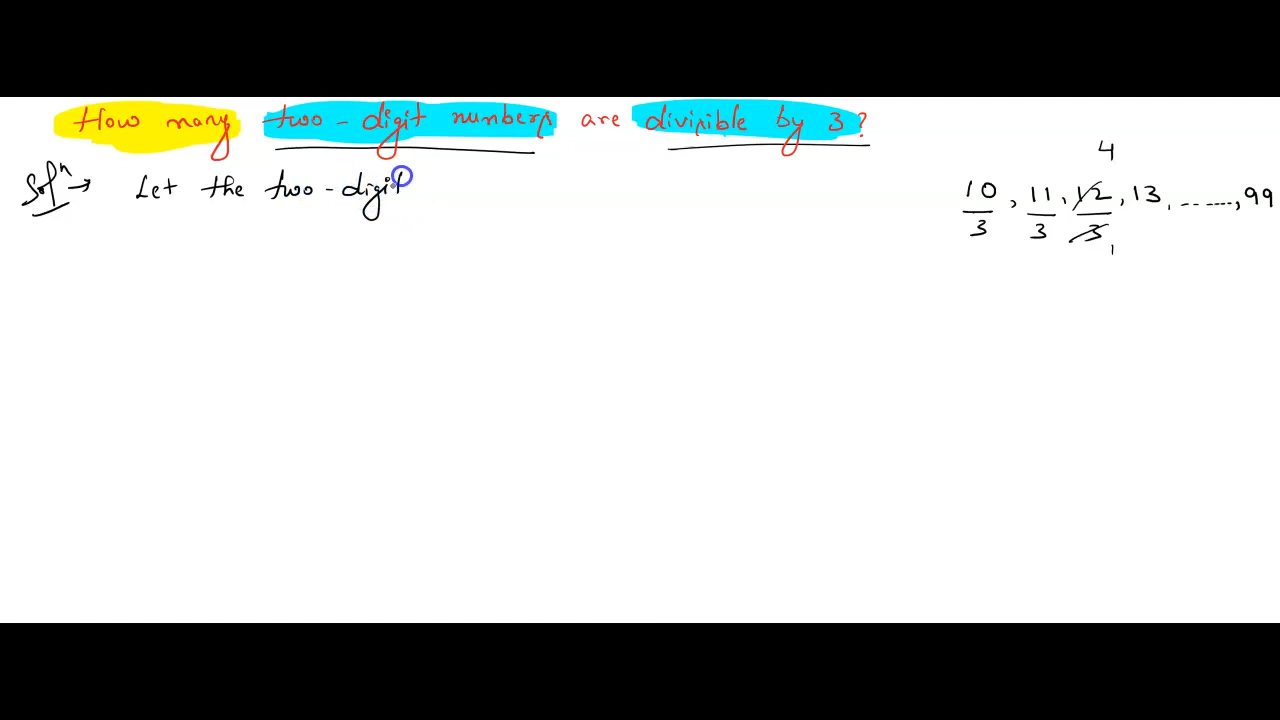 How many two-digit numbers are divisible by 3?
Solⁿ → Let the two-digit
4
10/3, 11/3, 12/3, 13, ........, 99
1